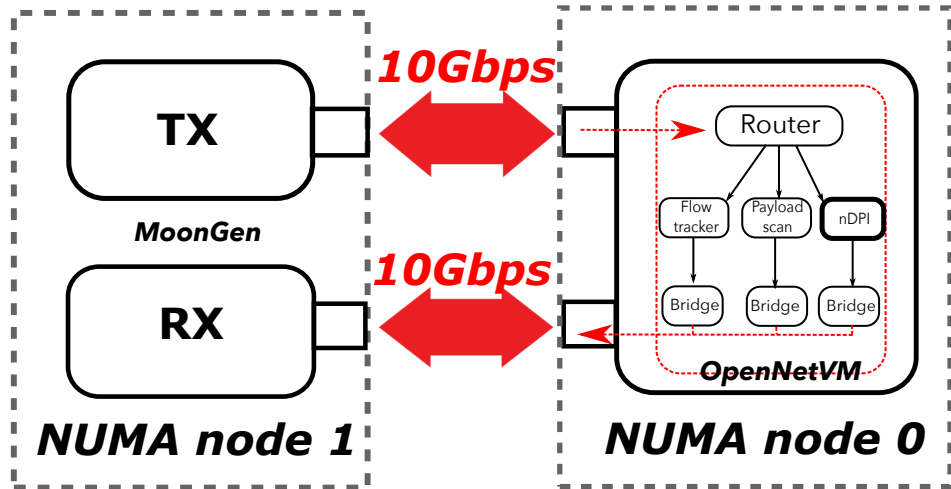 10Gbps
TX
Router
Flow
tracker
Payload
scan
nDPI
MoonGen
10Gbps
RX
Bridge
Bridge
Bridge
OpenNetVM
NUMA node 1
NUMA node 0